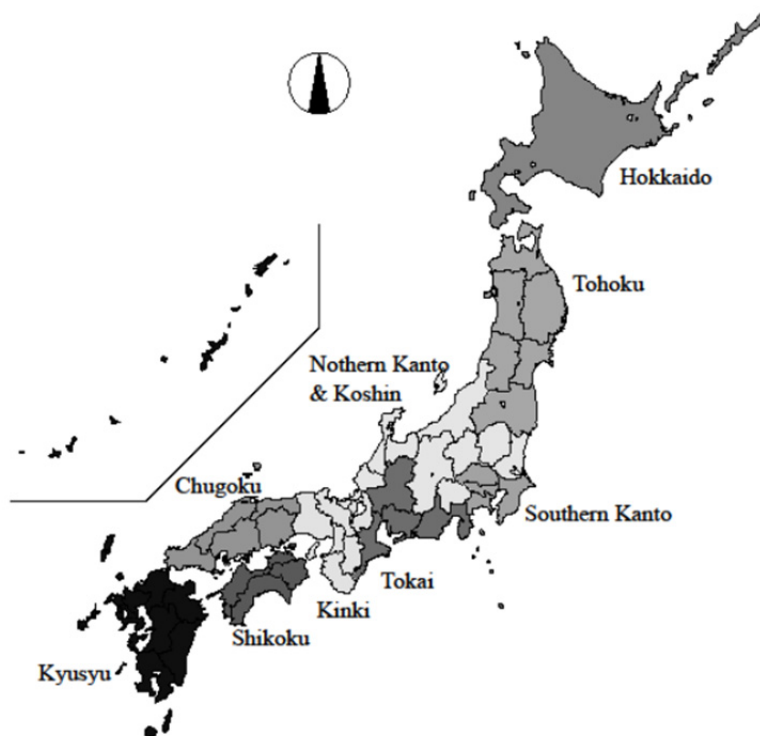 Hokkaido
Tohoku
Nothern Kanto
& Koshin
Chugoku
Southern Kanto
Tokai
Kinki
Shikoku
Kyusyu